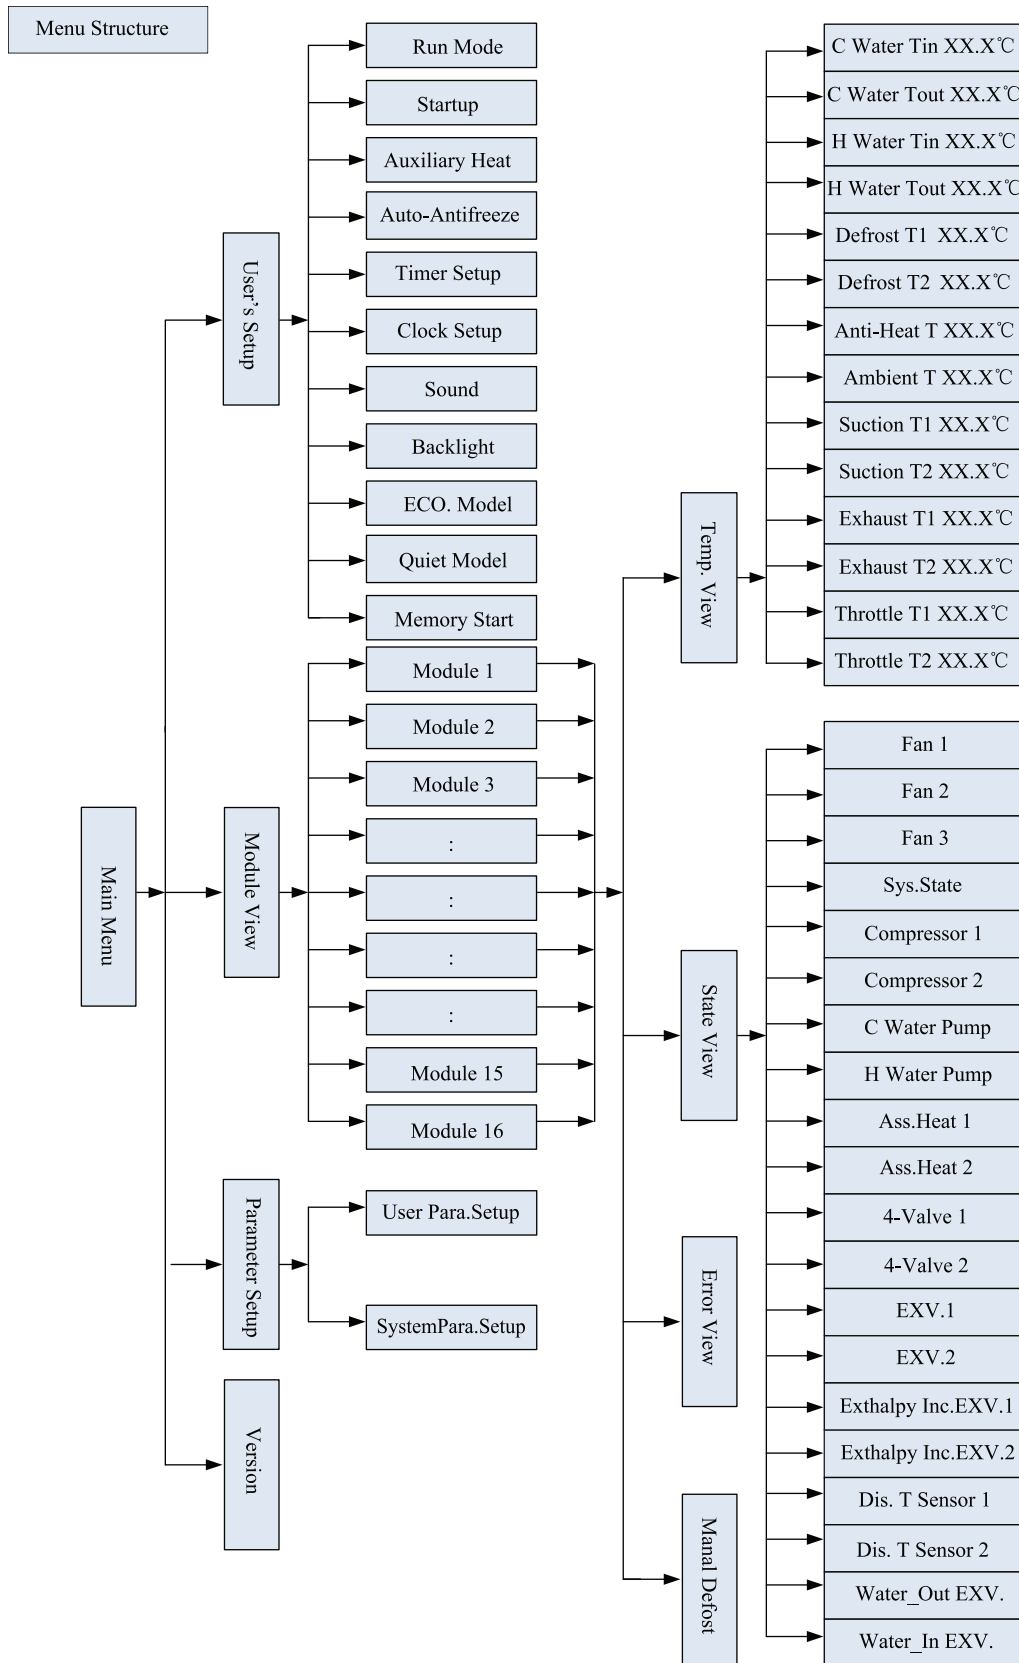 Menu Structure
Main Menu
User's Setup
Module View
Parameter Setup
Version
Run Mode
Startup
Auxiliary Heat
Auto-Antifreeze
Timer Setup
Clock Setup
Sound
Backlight
ECO. Model
Quiet Model
Memory Start
Module 1
Module 2
Module 3
:
:
:
:
Module 15
Module 16
User Para.Setup
SystemPara.Setup
Temp. View
State View
Error View
Manal Defost
C Water Tin XX.X℃
C Water Tout XX.X℃
H Water Tin XX.X℃
H Water Tout XX.X℃
Defrost T1 XX.X℃
Defrost T2 XX.X℃
Anti-Heat T XX.X℃
Ambient T XX.X℃
Suction T1 XX.X℃
Suction T2 XX.X℃
Exhaust T1 XX.X℃
Exhaust T2 XX.X℃
Throttle T1 XX.X℃
Throttle T2 XX.X℃
Fan 1
Fan 2
Fan 3
Sys.State
Compressor 1
Compressor 2
C Water Pump
H Water Pump
Ass.Heat 1
Ass.Heat 2
4-Valve 1
4-Valve 2
EXV.1
EXV.2
Exthalpy Inc.EXV.1
Exthalpy Inc.EXV.2
Dis. T Sensor 1
Dis. T Sensor 2
Water_Out EXV.
Water_In EXV.